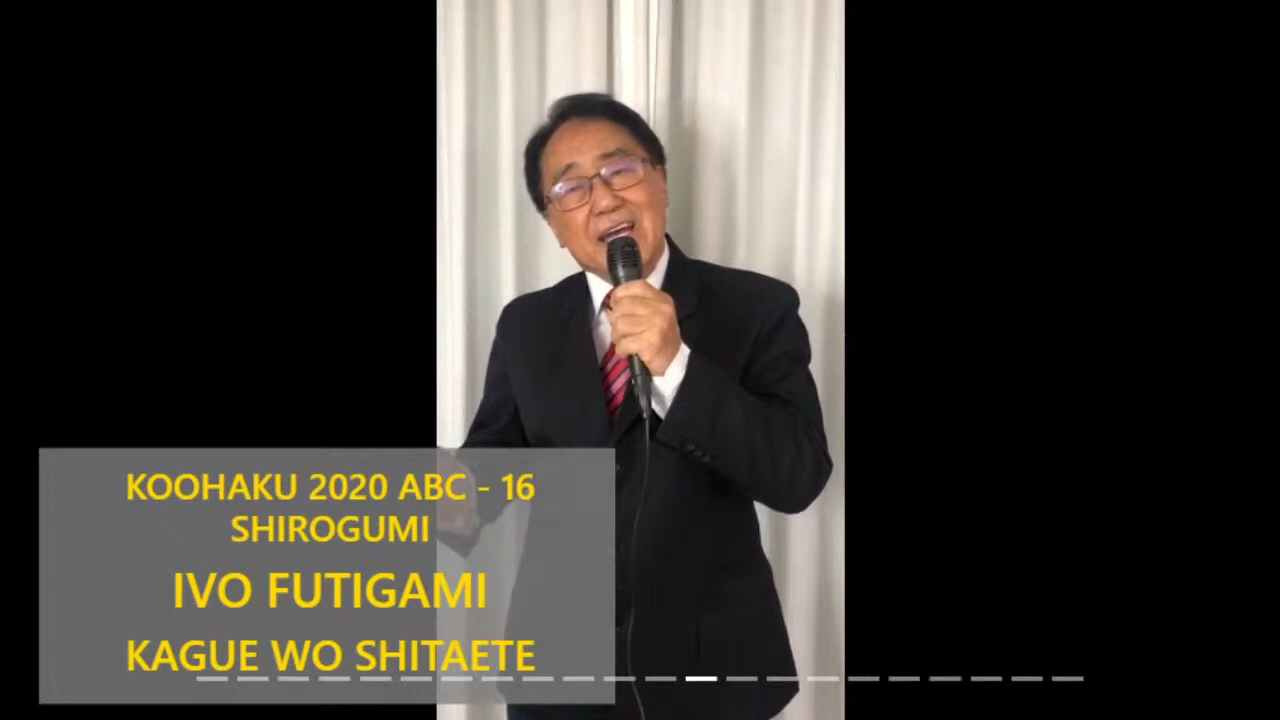 KOOHAKU 2020 ABC - 16
SHIROGUMI
IVO FUTIGAMI
KAGUE WO SHITAETE